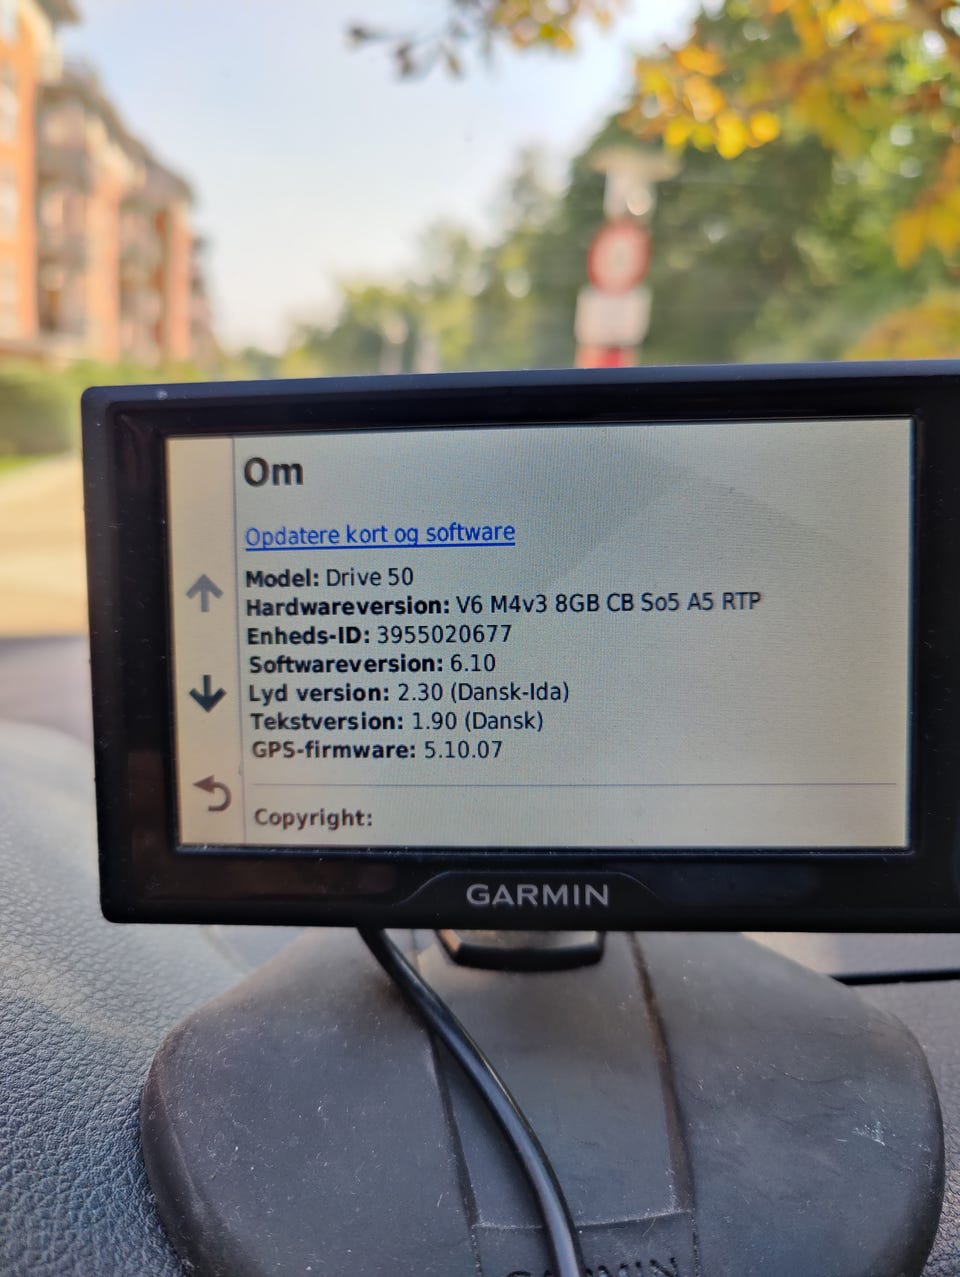 Om
Opdatere kort og software
Model: Drive 50
Hardwareversion: V6 M4v3 8GB CB So5 A5 RTP
Enheds-ID: 3955020677
Softwareversion: 6.10
Lyd version: 2.30 (Dansk-Ida)
Tekstversion: 1.90 (Dansk)
GPS-firmware: 5.10.07
Copyright:
GARMIN
GARMIN